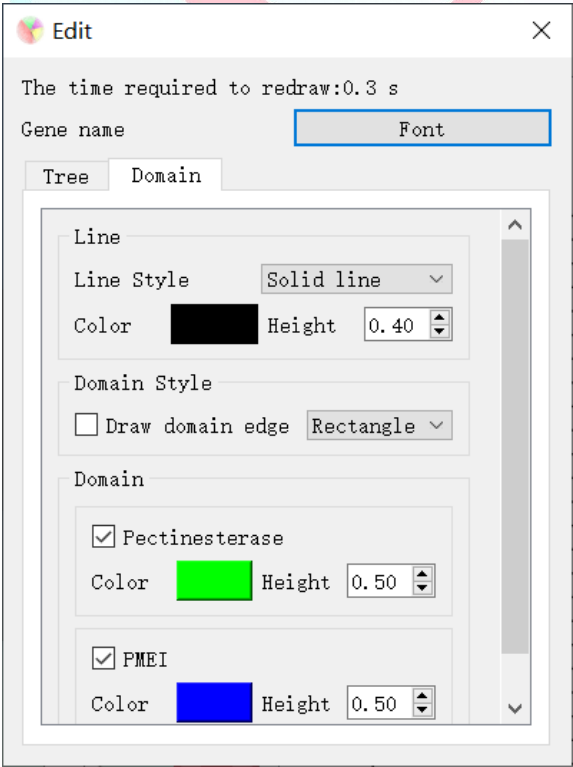 Edit
The time required to redraw:0.3 s
Gene name Font
Tree Domain
Line
Line Style Solid line
Color Height 0.40
Domain Style
Draw domain edge Rectangle
Domain
Pectinesterase
Color Height 0.50
PMEI
Color Height 0.50